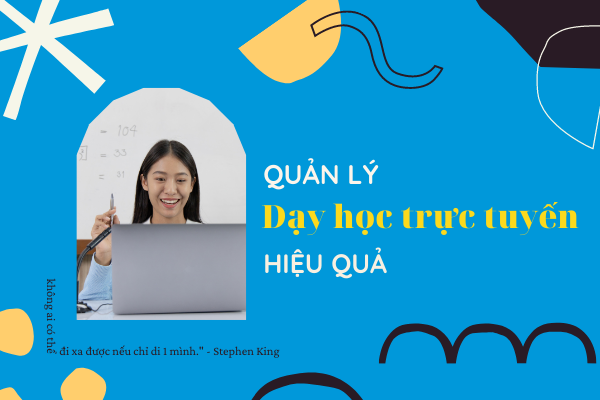 = 104
= 33
= 31
QUẢN LÝ
Dạy học trực tuyến
HIỆU QUẢ
không ai có thể
đi xa được nếu chỉ di 1 mình." - Stephen King